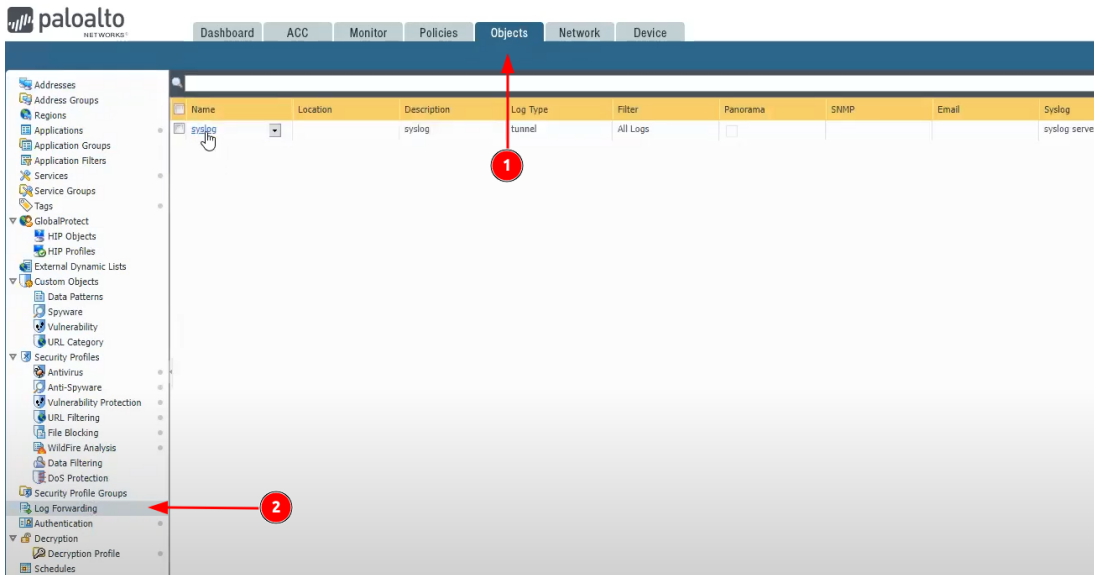 paloalto
NETWORKS
Dashboard ACC Monitor Policies Objects Network Device
Addresses
Address Groups
Regions
Applications
Application Groups
Application Filters
Services
Service Groups
Tags
GlobalProtect
HIP Objects
HIP Profiles
External Dynamic Lists
Custom Objects
Data Patterns
Spyware
Vulnerability
URL Category
Security Profiles
Antivirus
Anti-Spyware
Vulnerability Protection
URL Filtering
File Blocking
WildFire Analysis
Data Filtering
DoS Protection
Security Profile Groups
Log Forwarding
Authentication
Decryption
Decryption Profile
Schedules
Name Location Description Log Type Filter Panorama SNMP Email Syslog
syslog syslog tunnel All Logs syslog serve
1
2